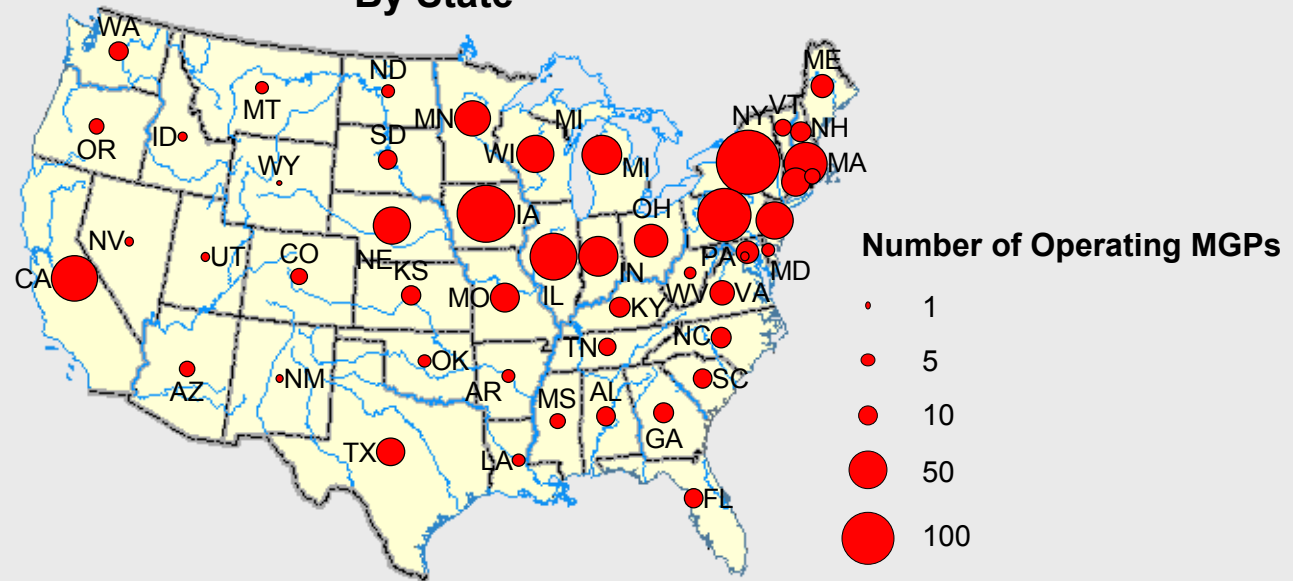 By State
WA
ME
ND
MT
VT
NY
MN
MI
NH
OR
ID
SD
WI
MI
MA
WY
OH
IA
NV
UT
CO
NE
PA
IN
MD
CA
KS
MO
IL
WV
VA
KY
NC
TN
OK
AZ
NM
AR
SC
MS
AL
GA
TX
LA
FL
Number of Operating MGPs
1
5
10
50
100